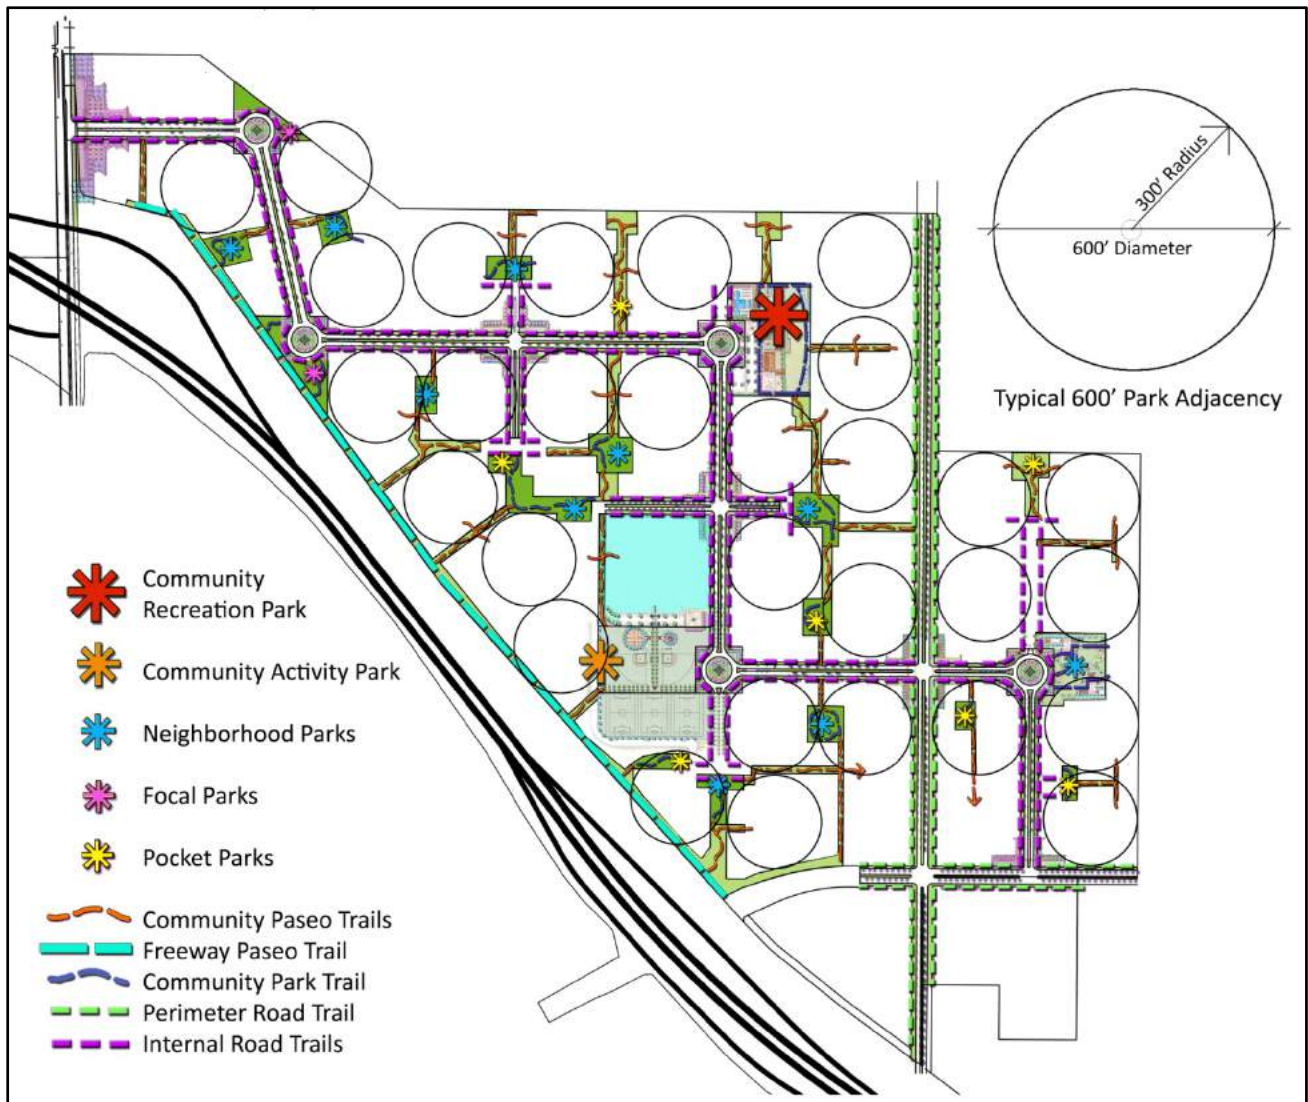 300' Radius
600' Diameter
Typical 600' Park Adjacency
Community
Recreation Park
Community Activity Park
Neighborhood Parks
Focal Parks
Pocket Parks
Community Paseo Trails
Freeway Paseo Trail
Community Park Trail
Perimeter Road Trail
Internal Road Trails